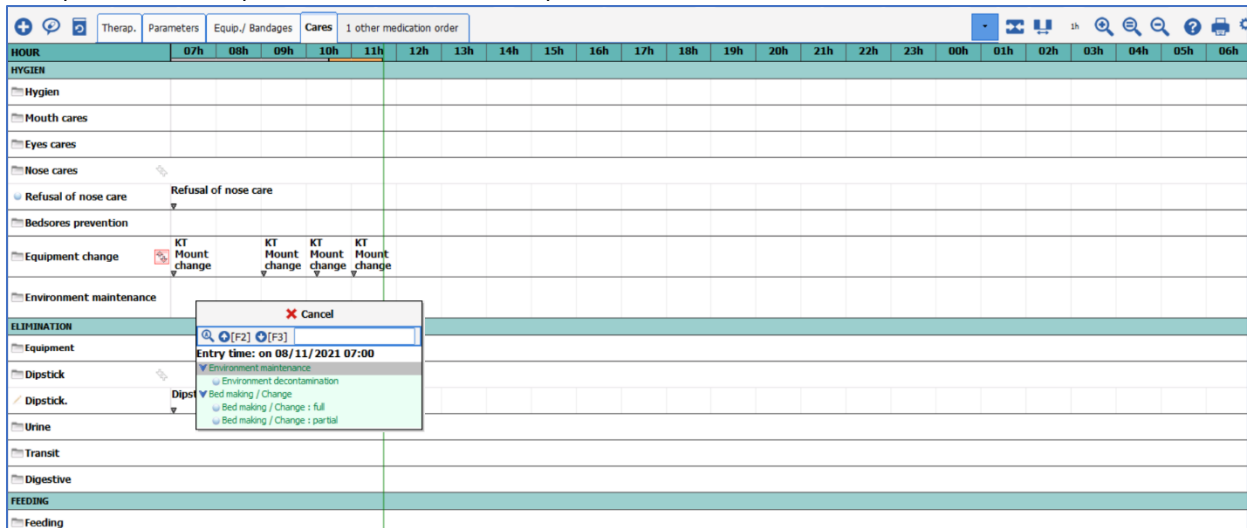 Therap. Parameters Equip./ Bandages Cares 1 other medication order 1h
HOUR 07h 08h 09h 10h 11h 12h 13h 14h 15h 16h 17h 18h 19h 20h 21h 22h 23h 00h 01h 02h 03h 04h 05h 06h
HYGIEN
Hygien
Mouth cares
Eyes cares
Nose cares
Refusal of nose care Refusal of nose care
Bedsores prevention
KT KT KT KT
Equipment change Mount Mount Mount Mount
change change change change
Environment maintenance
Cancel
ELIMINATION
[F2] [F3]
Equipment
Entry time: on 08/11/2021 07:00
Environment maintenance
Dipstick
Environment decontamination
Dipstick. Dipst
Bed making / Change
Bed making / Change : full
Bed making / Change : partial
Urine
Transit
Digestive
FEEDING
Feeding